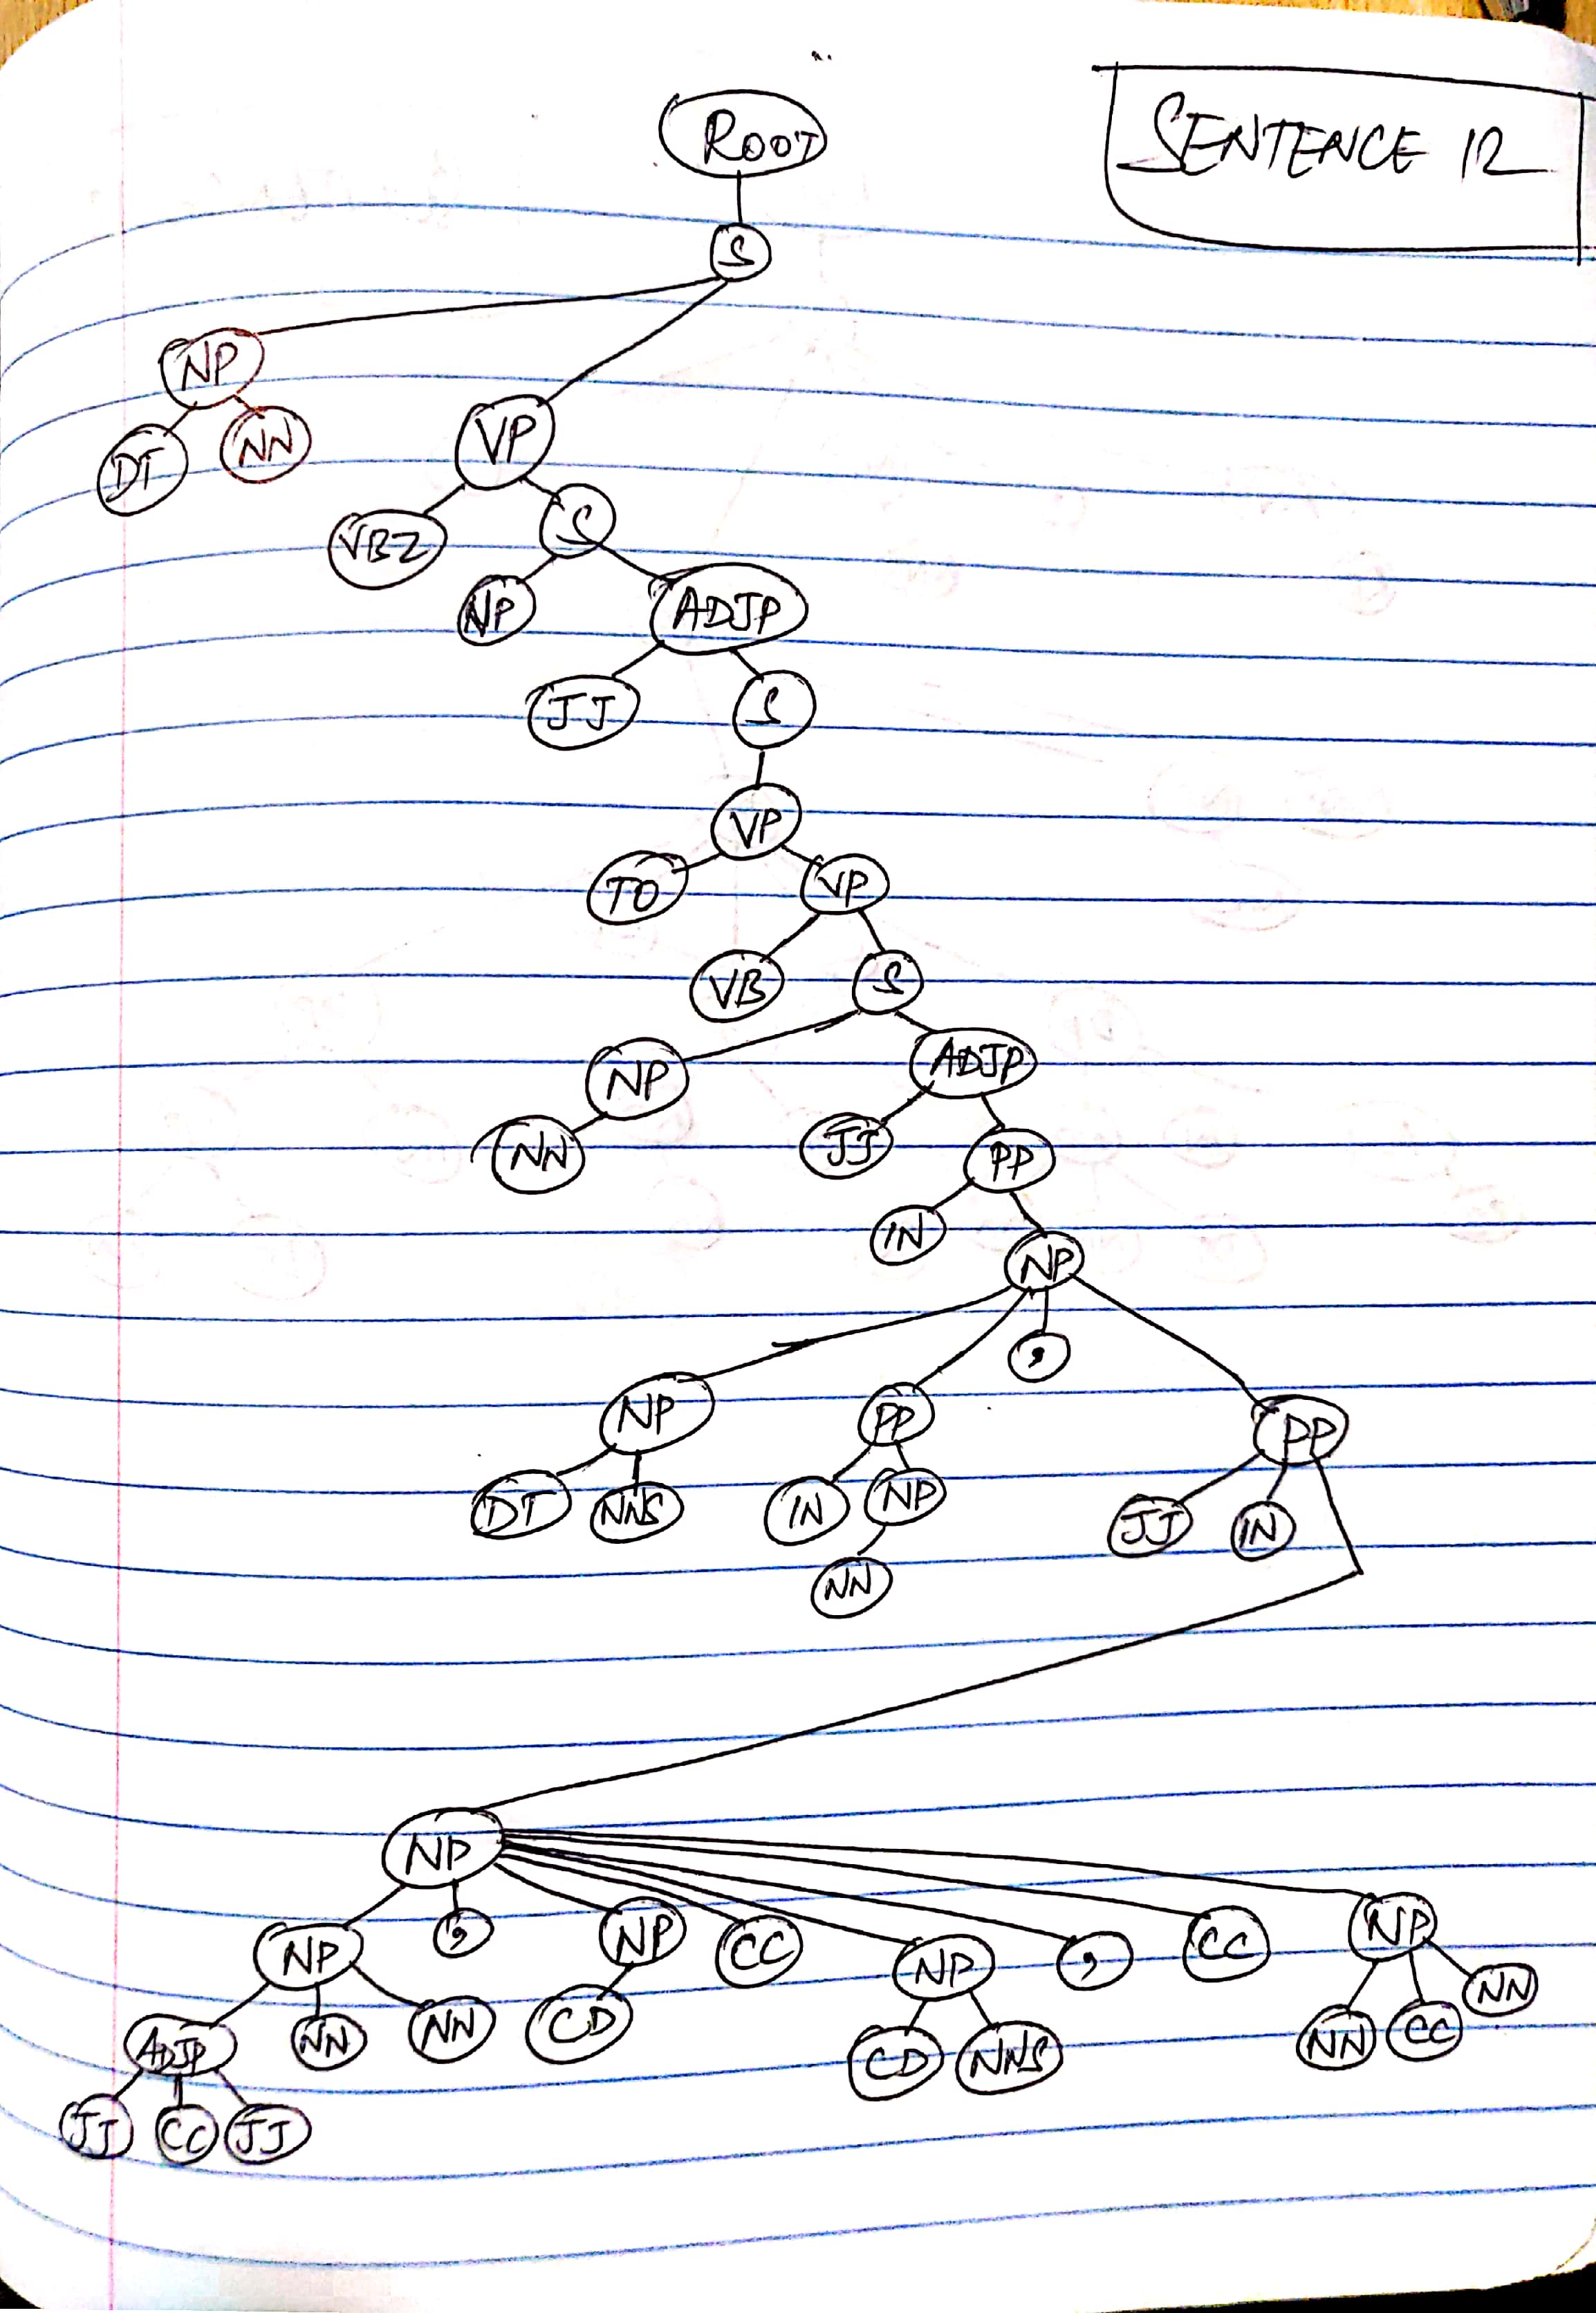 SENTENCE 12
ROOT
S
NP
VP
DT NN
VBZ S
NP ADJP
JJ S
VP
TO VP
VB S
NP ADJP
NN JJ PP
IN NP
NP PP , PP
DT NNS IN NP JJ IN
NN
NP
NP , NP CC NP , CC NP
ADJP NN NN CD CD NNS NN CC NN
JJ CC JJ